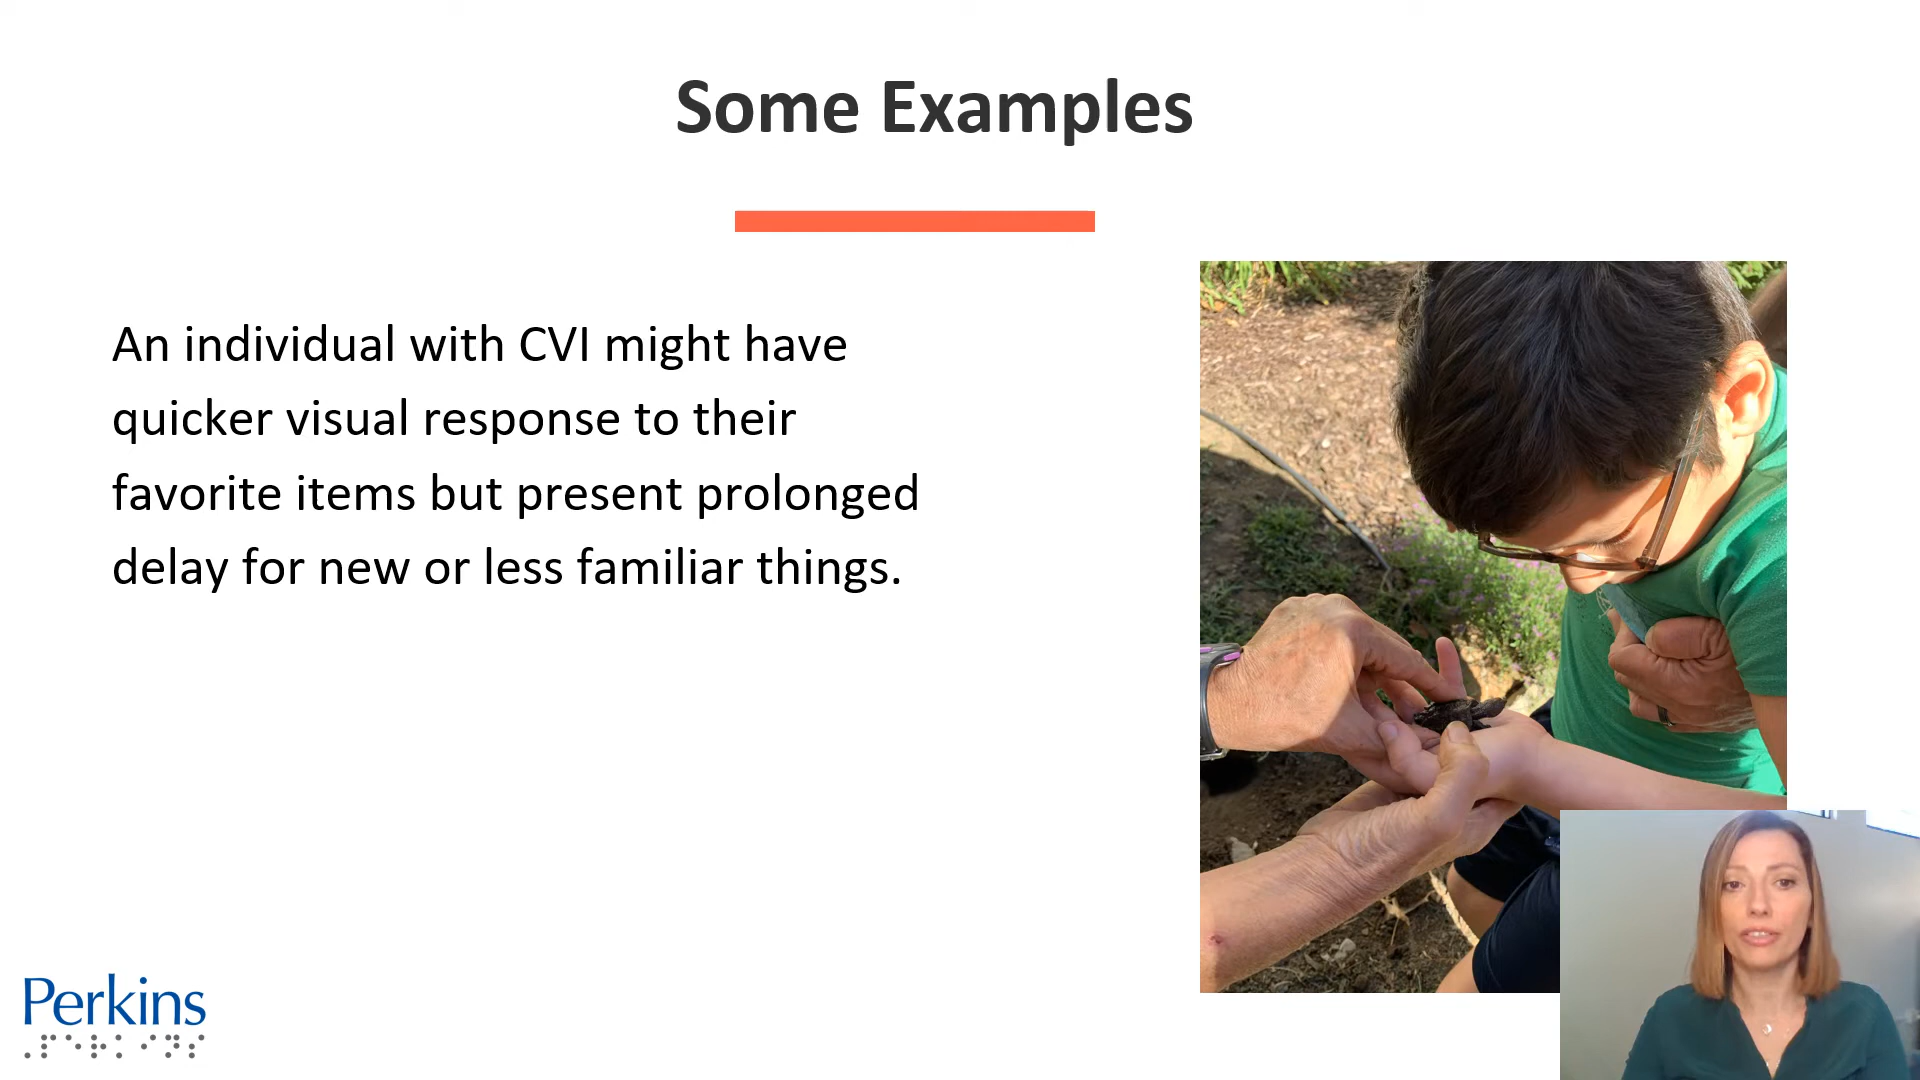 Some Examples
An individual with CVI might have
quicker visual response to their
favorite items but present prolonged
delay for new or less familiar things.
Perkins
⠠⠏⠑⠗⠅⠊⠝⠎